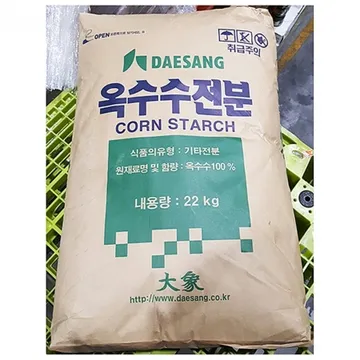 OPEN
취급주의
DAESANG
옥수수전분
CORN STARCH
식품의유형 : 기타전분
원재료명 및 함량 : 옥수수100%
내용량 : 22 kg
大象
http://www.daesang.co.kr